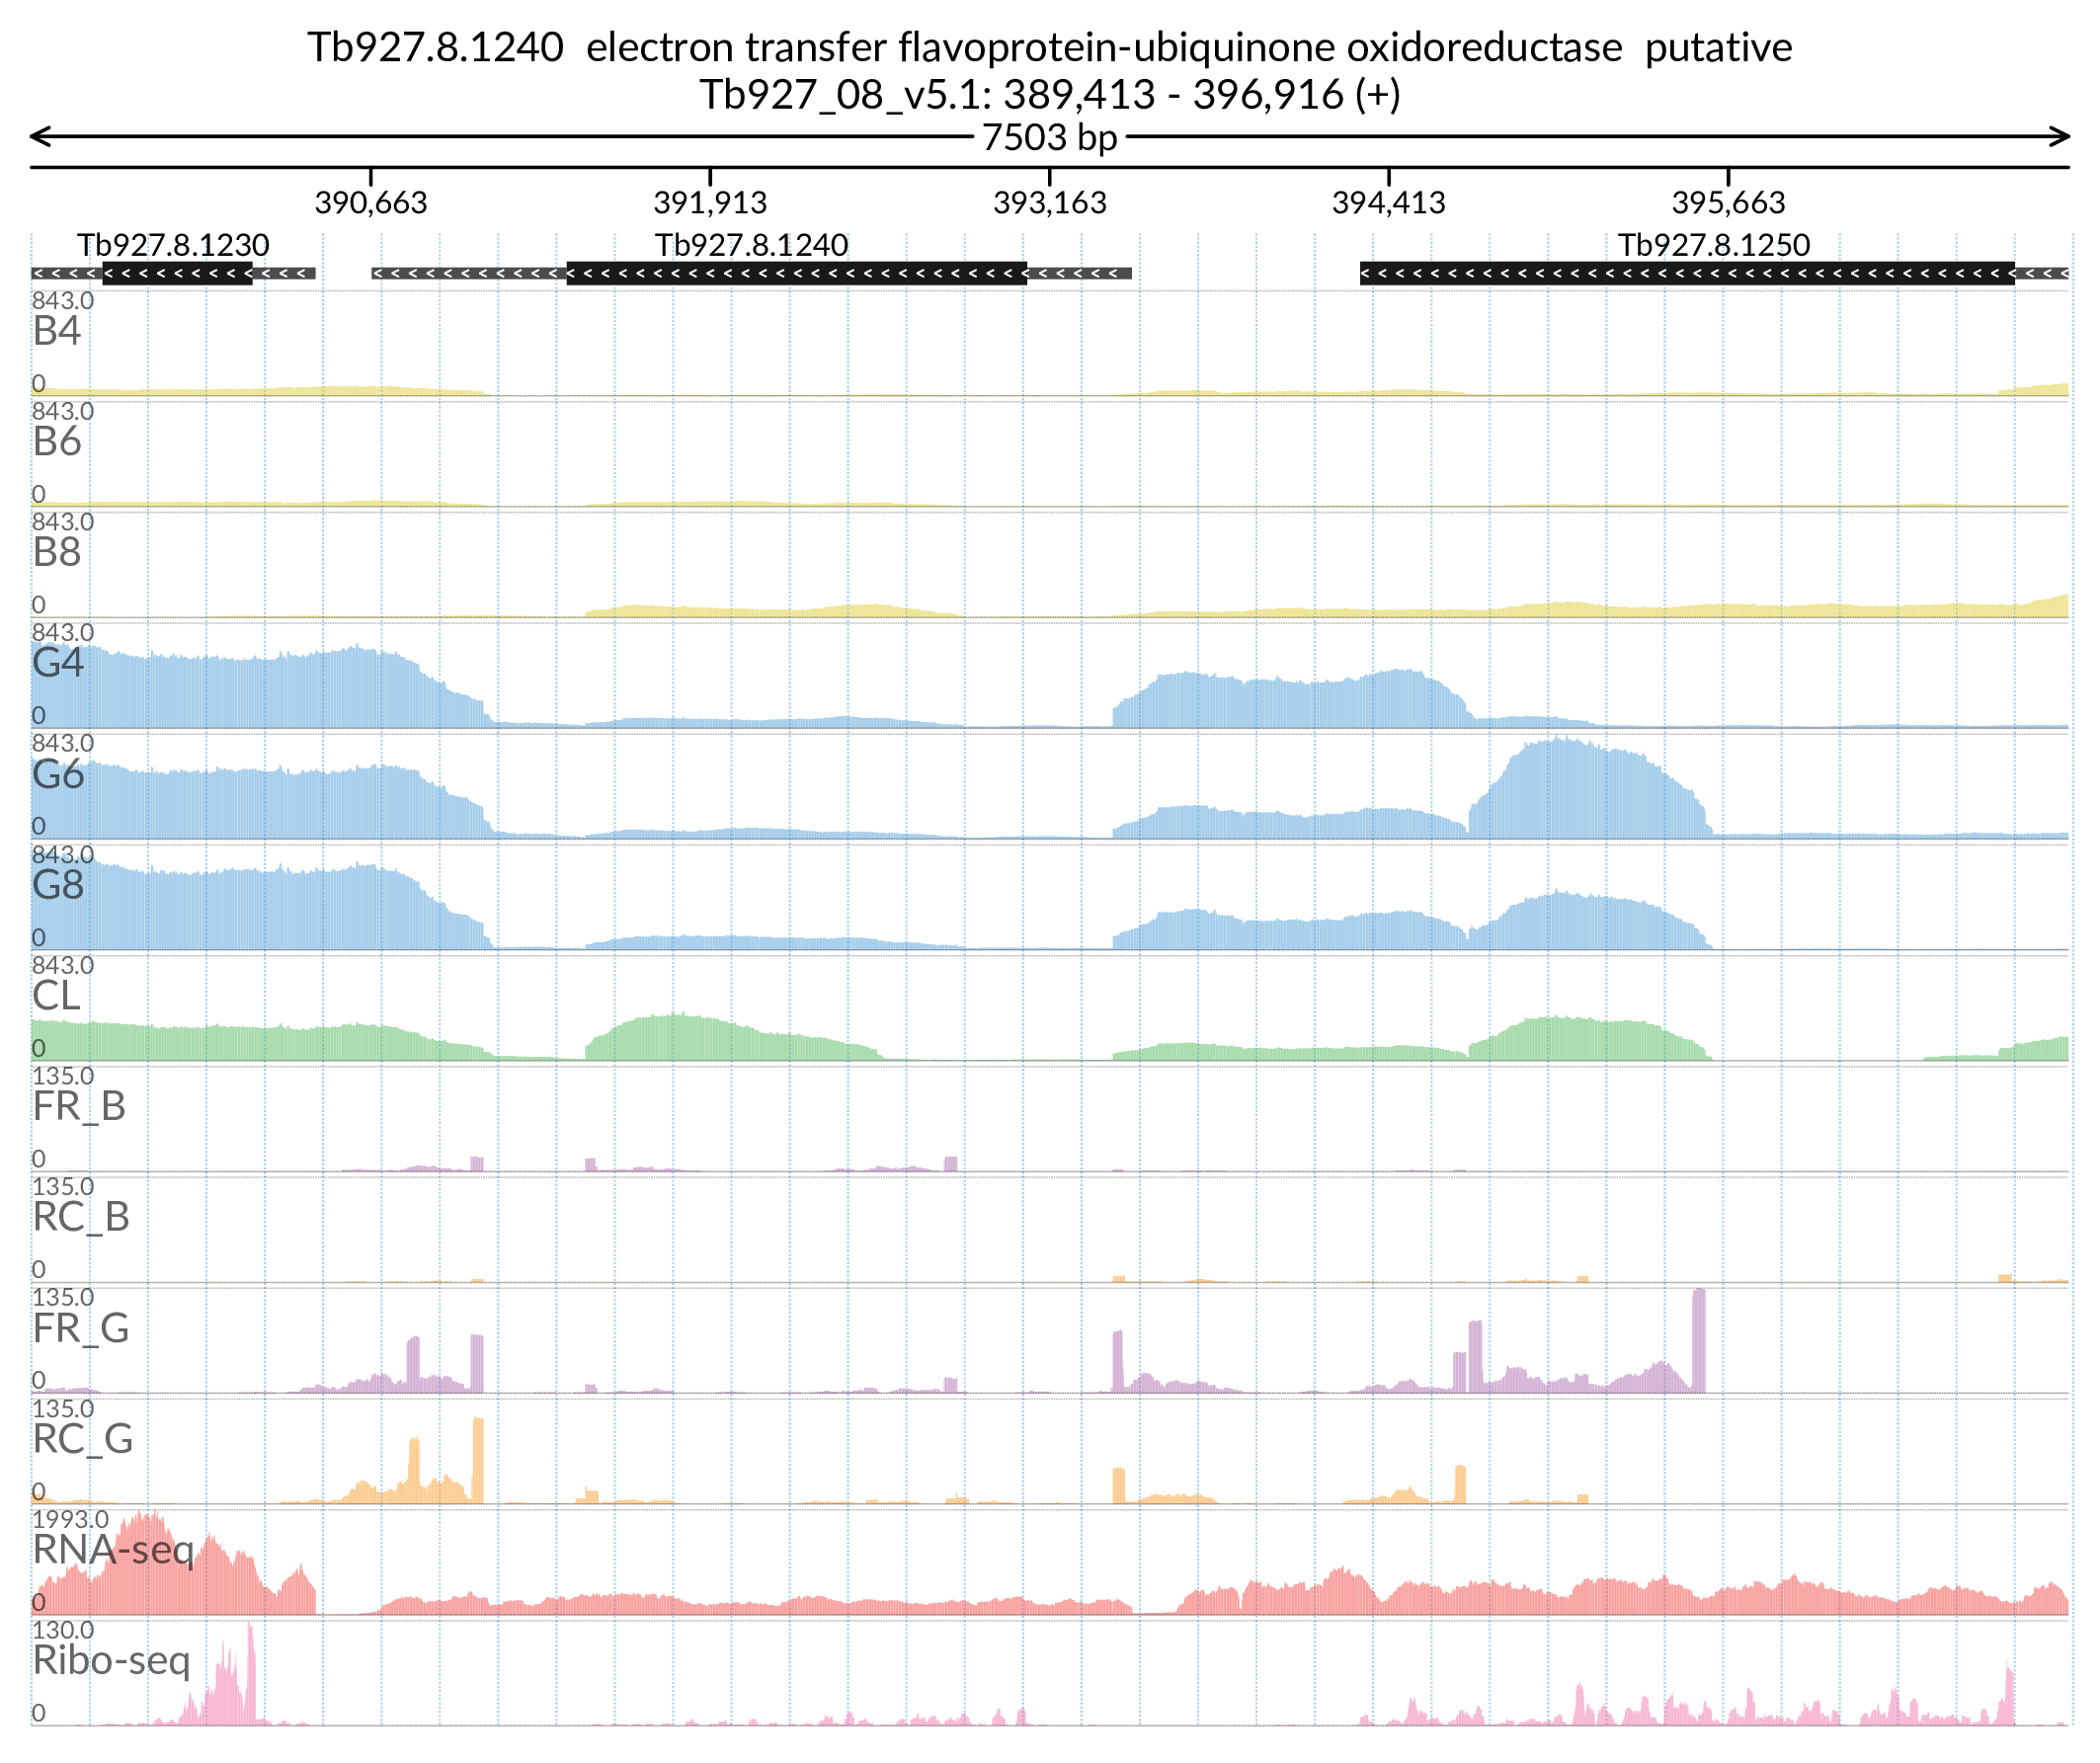 Tb927.8.1240 electron transfer flavoprotein-ubiquinone oxidoreductase putative
Tb927_08_v5.1: 389,413 - 396,916 (+)
7503 bp
390,663 391,913 393,163 394,413 395,663
Tb927.8.1230 Tb927.8.1240 Tb927.8.1250
843.0
B4
0
843.0
B6
0
843.0
B8
0
843.0
G4
0
843.0
G6
0
843.0
G8
0
843.0
CL
0
135.0
FR_B
0
135.0
RC_B
0
135.0
FR_G
0
135.0
RC_G
0
1993.0
RNA-seq
0
130.0
Ribo-seq
0